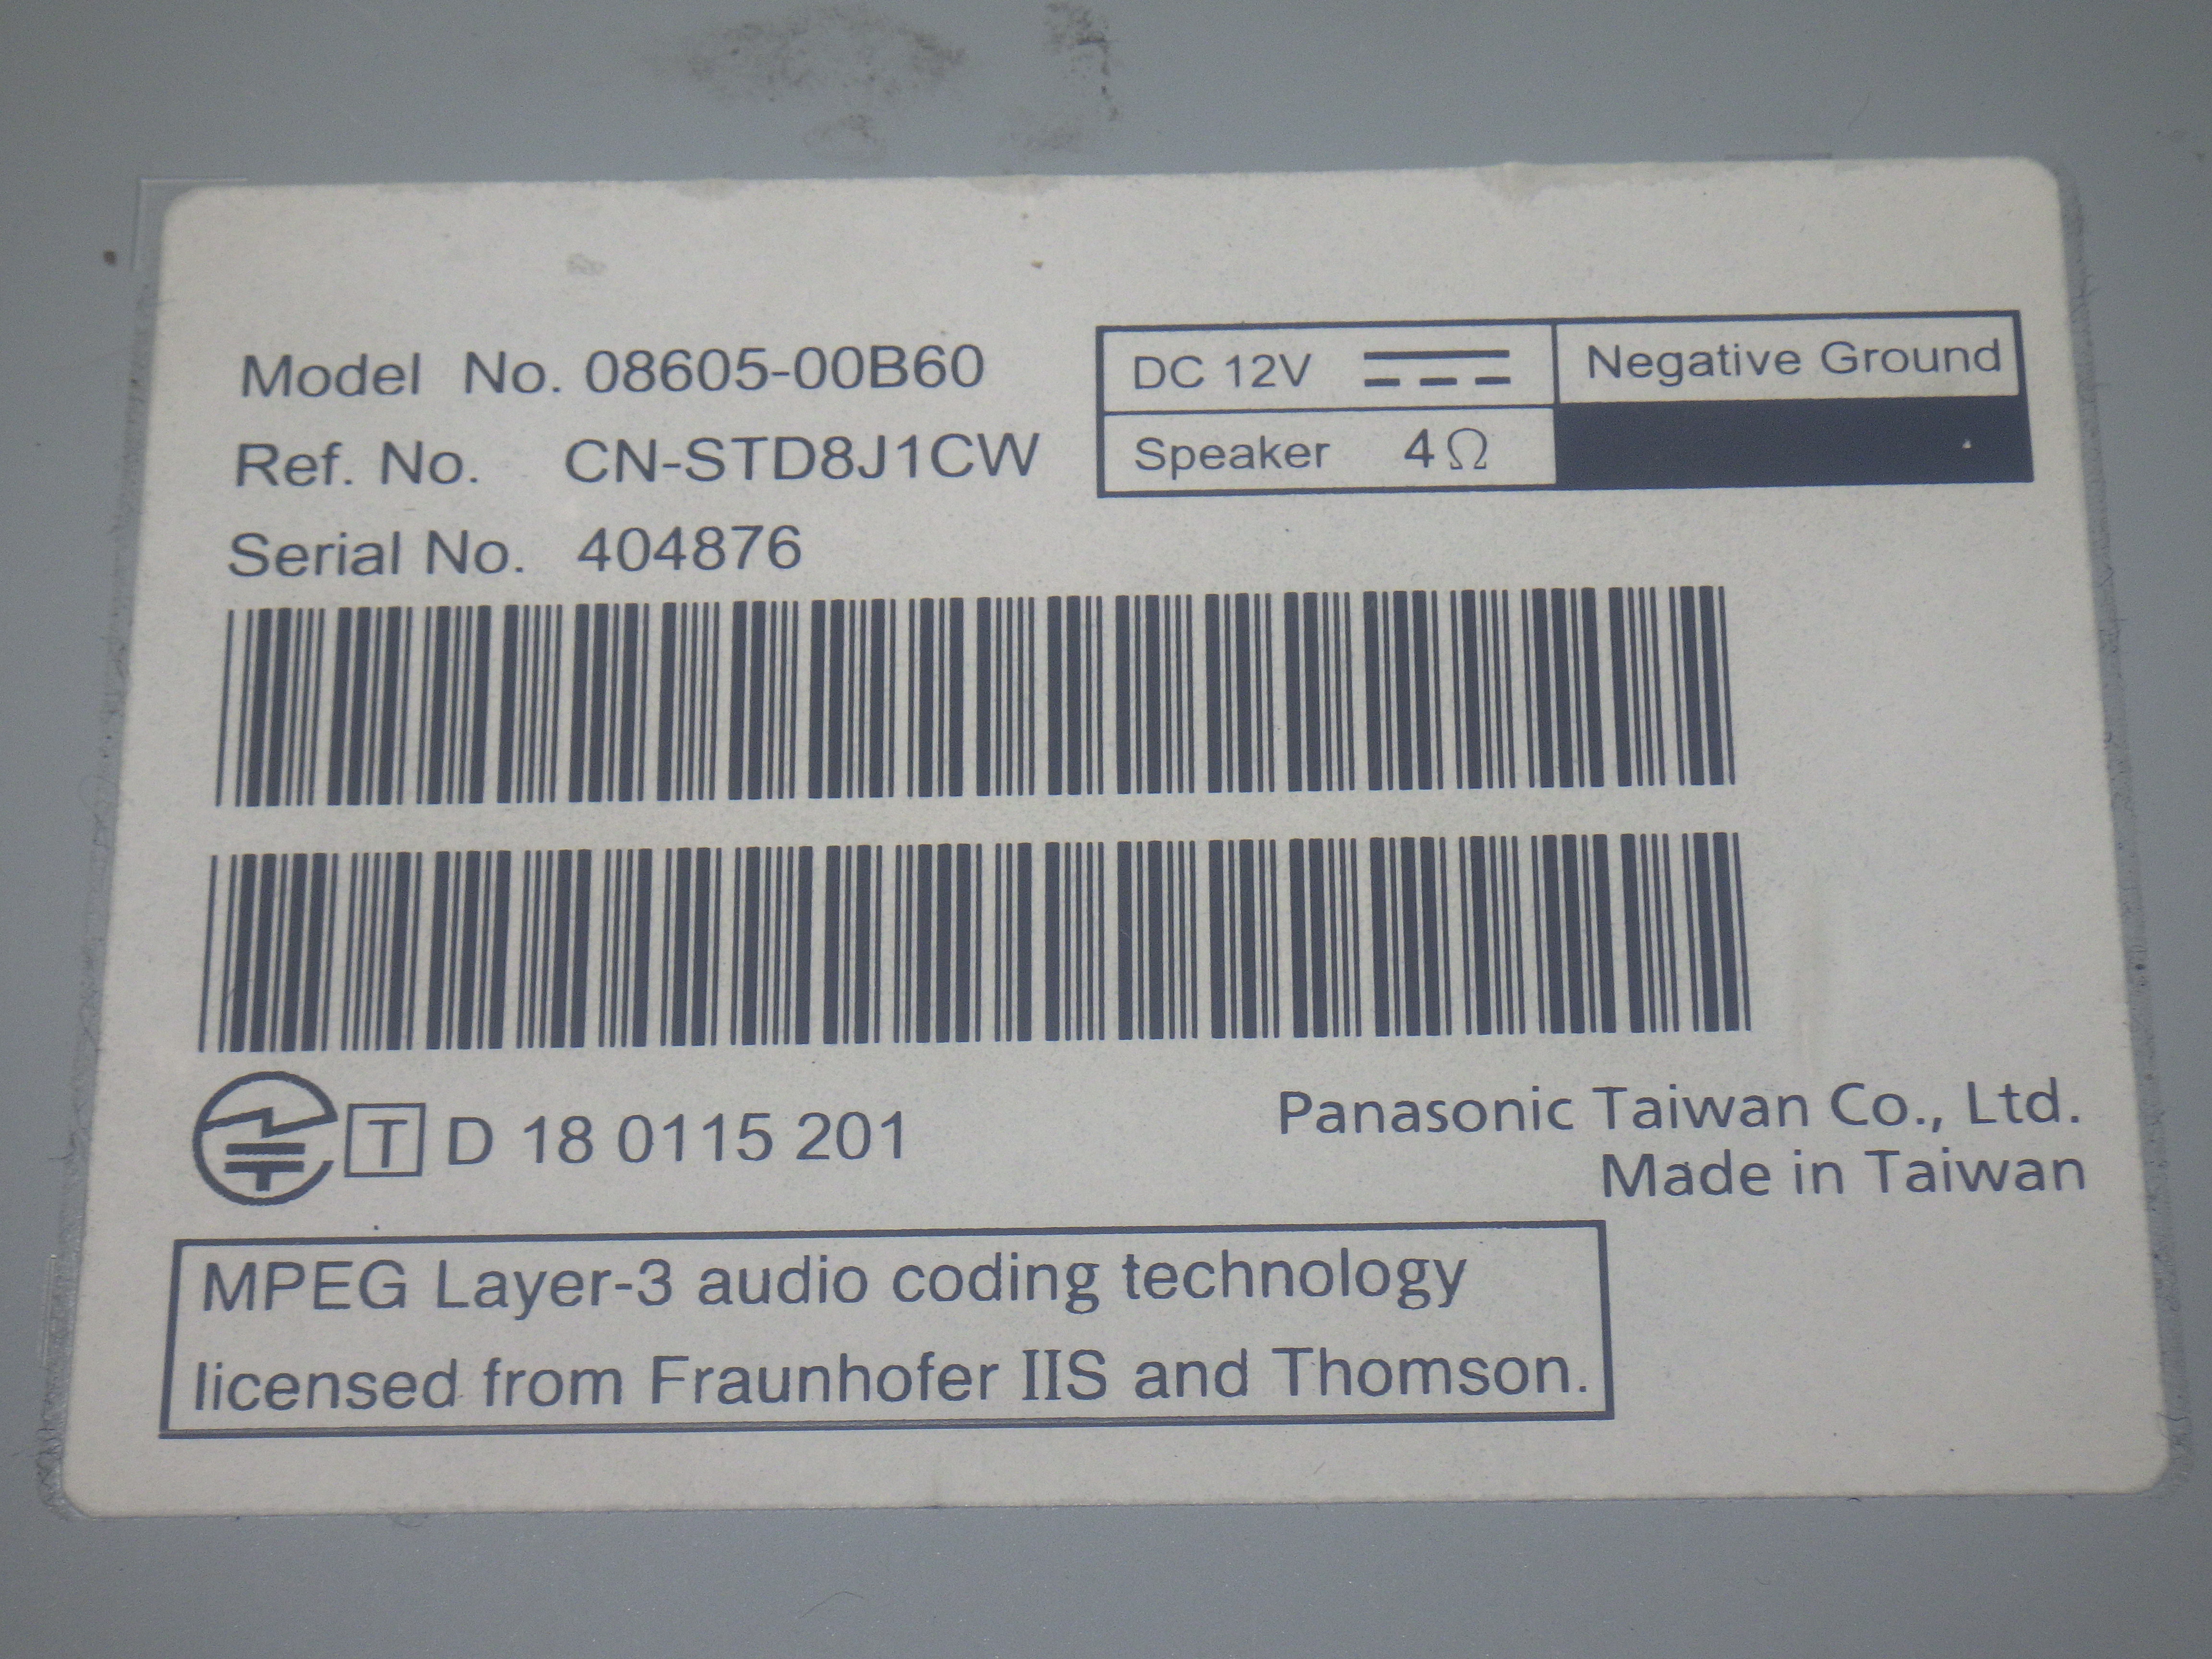 Model No. 08605-00B60
DC 12V
Negative Ground
Ref. No. CN-STD8J1CW
Speaker 4Ω
Serial No. 404876
T D 18 0115 201
Panasonic Taiwan Co., Ltd.
Made in Taiwan
MPEG Layer-3 audio coding technology
licensed from Fraunhofer IIS and Thomson.